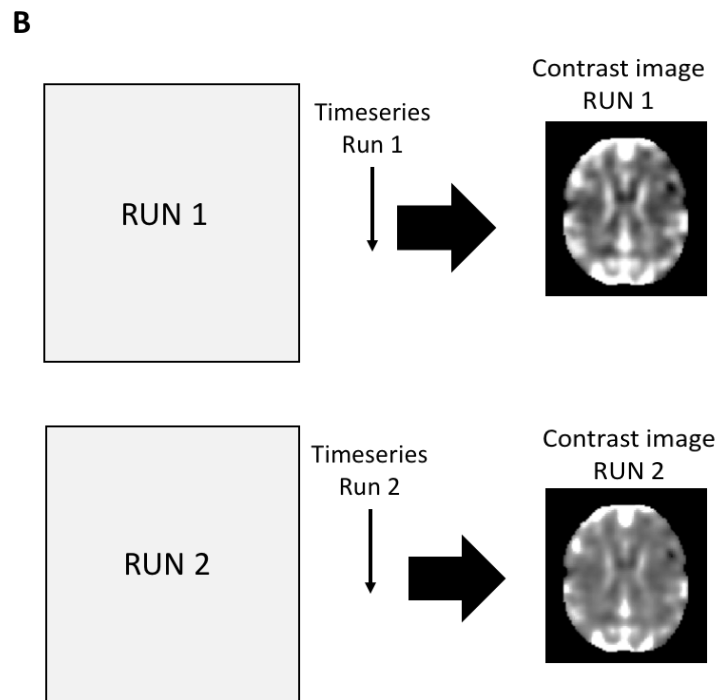 B
RUN 1
Timeseries
Run 1
Contrast image
RUN 1
RUN 2
Timeseries
Run 2
Contrast image
RUN 2